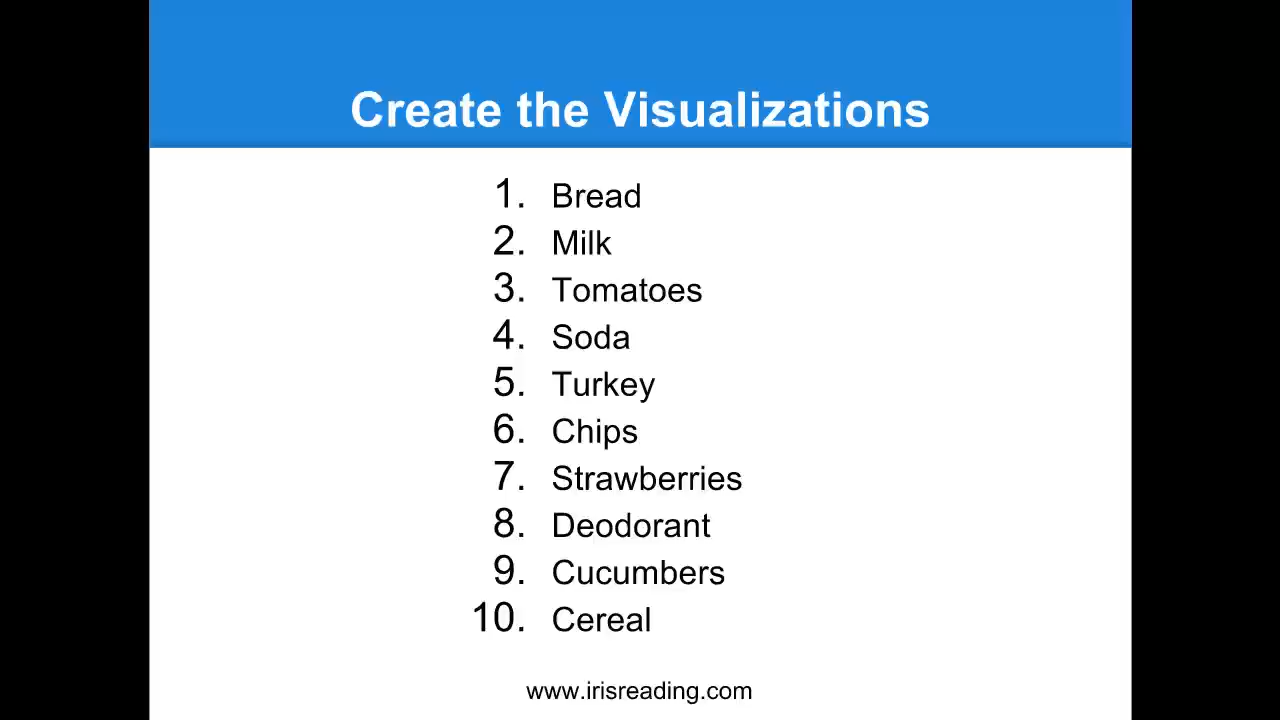 Create the Visualizations
1. Bread
2. Milk
3. Tomatoes
4. Soda
5. Turkey
6. Chips
7. Strawberries
8. Deodorant
9. Cucumbers
10. Cereal
www.irisreading.com